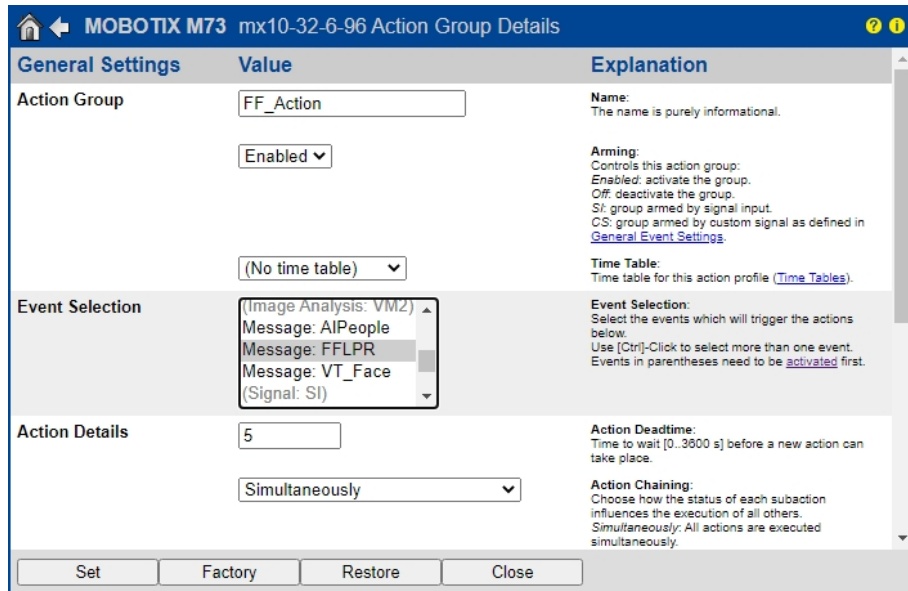 MOBOTIX M73 mx10-32-6-96 Action Group Details
? i
General Settings Value Explanation
Action Group
FF_Action
Name:
The name is purely informational.
Enabled
Arming:
Controls this action group:
Enabled: activate the group.
Off: deactivate the group.
SI: group armed by signal input.
CS: group armed by custom signal as defined in
General Event Settings.
(No time table)
Time Table:
Time table for this action profile (Time Tables).
Event Selection
(Image Analysis: VM2)
Message: AIPeople
Message: FFLPR
Message: VT_Face
(Signal: SI)
Event Selection:
Select the events which will trigger the actions
below.
Use [Ctrl]-Click to select more than one event.
Events in parentheses need to be activated first.
Action Details
5
Action Deadtime:
Time to wait [0..3600 s] before a new action can
take place.
Simultaneously
Action Chaining:
Choose how the status of each subaction
influences the execution of all others.
Simultaneously: All actions are executed
simultaneously.
Set Factory Restore Close